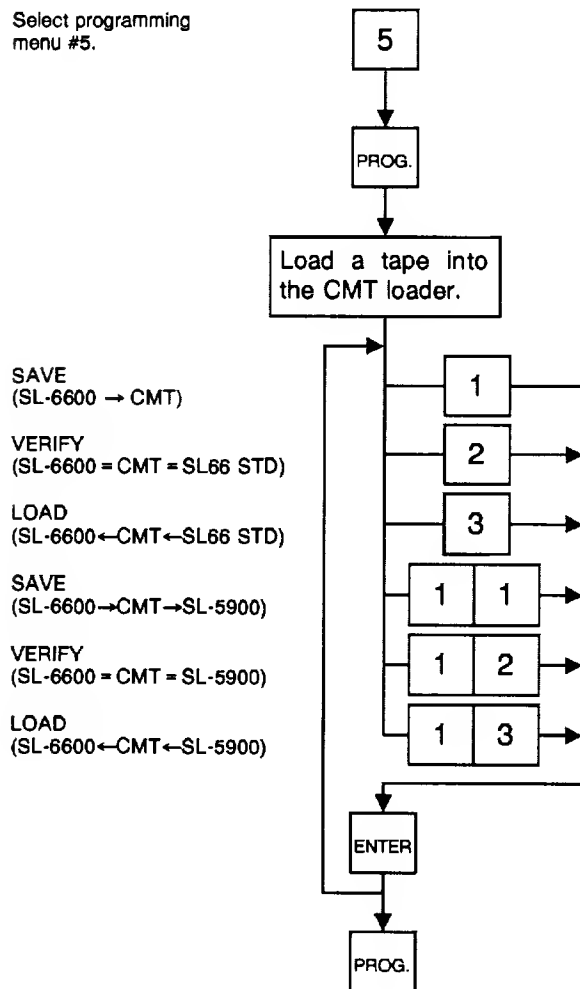 Select programming
menu #5.
5
PROG.
Load a tape into
the CMT loader.
SAVE
(SL-6600 → CMT)
1
VERIFY
(SL-6600 = CMT = SL66 STD)
2
LOAD
(SL-6600←CMT←SL66 STD)
3
SAVE
(SL-6600→CMT→SL-5900)
1 1
VERIFY
(SL-6600 = CMT = SL-5900)
1 2
LOAD
(SL-6600←CMT←SL-5900)
1 3
ENTER
PROG.